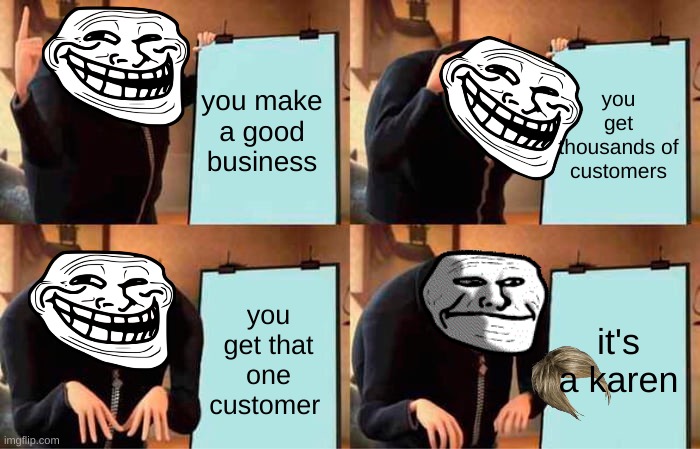 you make
a good
business
you
get
thousands of
customers
you
get that
one
customer
it's
a karen
imgflip.com